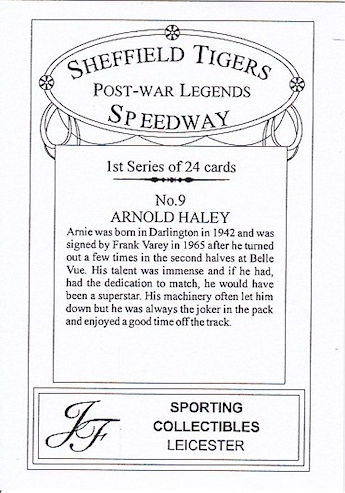 SHEFFIELD TIGERS
POST-WAR LEGENDS
SPEEDWAY
1st Series of 24 cards
No.9
ARNOLD HALEY
Arnie was born in Darlington in 1942 and was
signed by Frank Varey in 1965 after he turned
out a few times in the second halves at Belle
Vue. His talent was immense and if he had,
had the dedication to match, he would have
been a superstar. His machinery often let him
down but he was always the joker in the pack
and enjoyed a good time off the track.
JF
SPORTING
COLLECTIBLES
LEICESTER